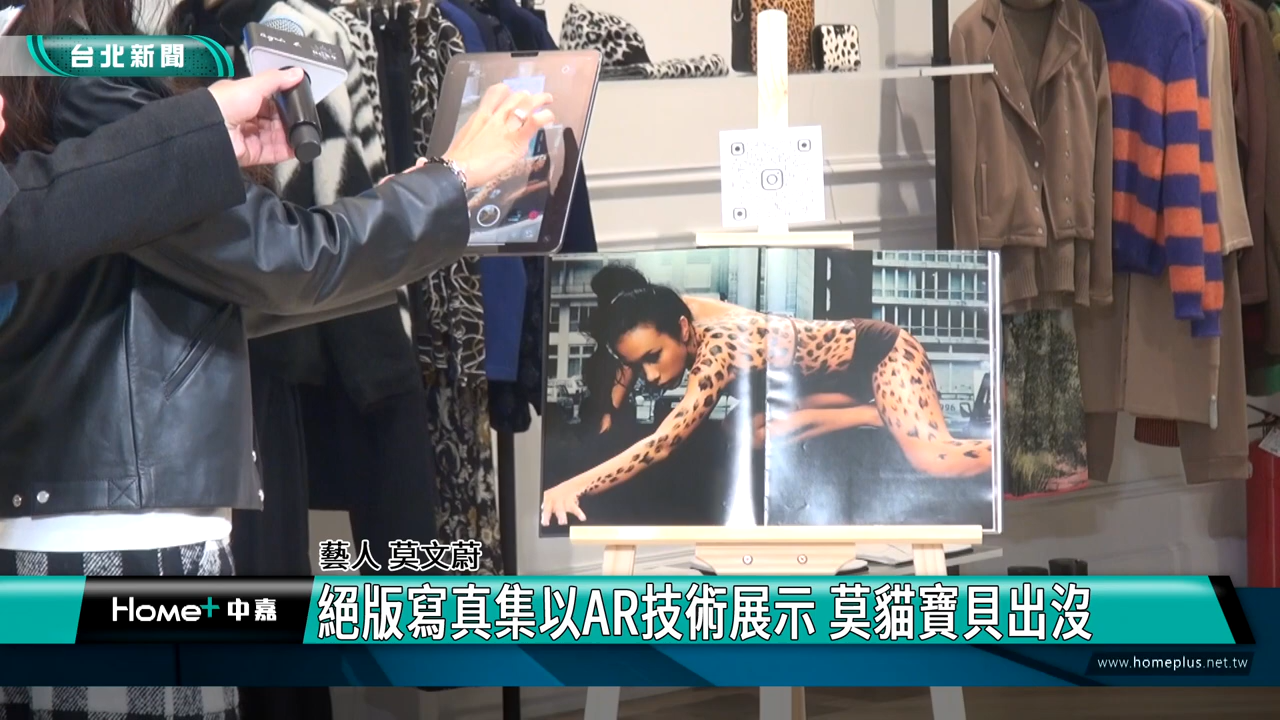 台北新聞
藝人 莫文蔚
Home+ 中嘉
絕版寫真集以AR技術展示 莫貓寶貝出沒
www.homeplus.net.tw